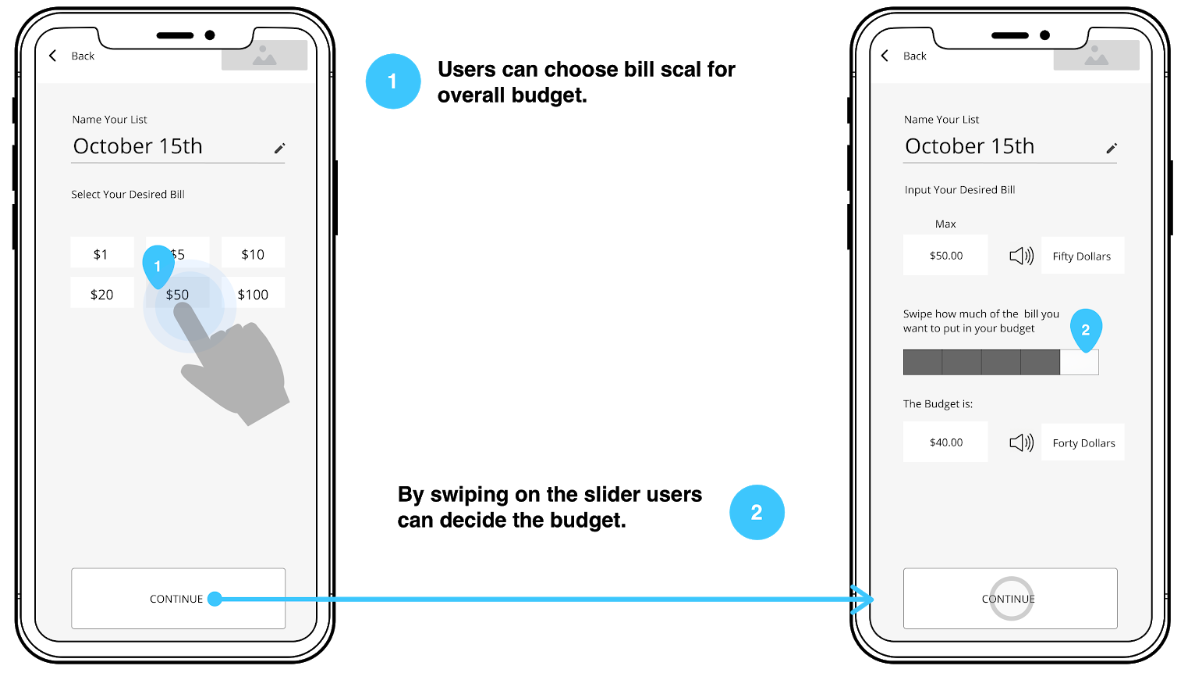 Back
Name Your List
October 15th
Select Your Desired Bill
$1 $5 $10
$20 $50 $100
1
CONTINUE
1
Users can choose bill scal for
overall budget.
By swiping on the slider users
can decide the budget.
2
Back
Name Your List
October 15th
Input Your Desired Bill
Max
$50.00 Fifty Dollars
Swipe how much of the bill you
want to put in your budget
2
The Budget is:
$40.00 Forty Dollars
CONTINUE